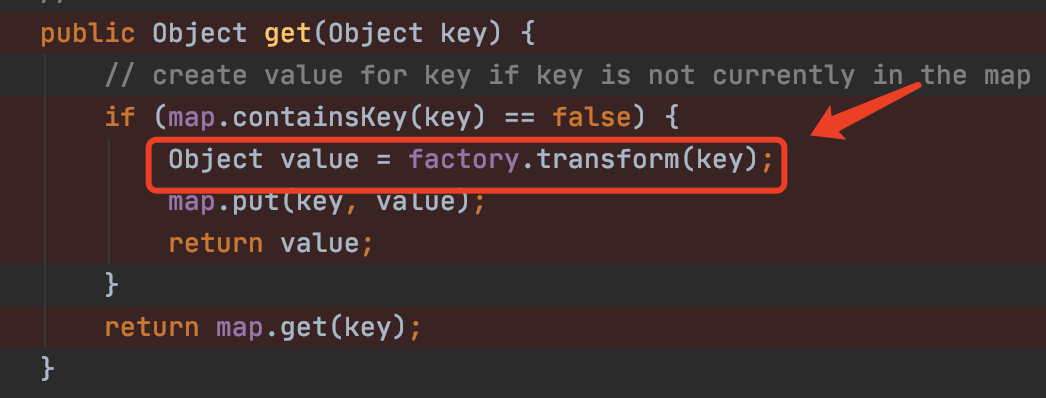 //
public Object get(Object key) {
    // create value for key if key is not currently in the map
    if (map.containsKey(key) == false) {
        Object value = factory.transform(key);
        map.put(key, value);
        return value;
    }
    return map.get(key);
}